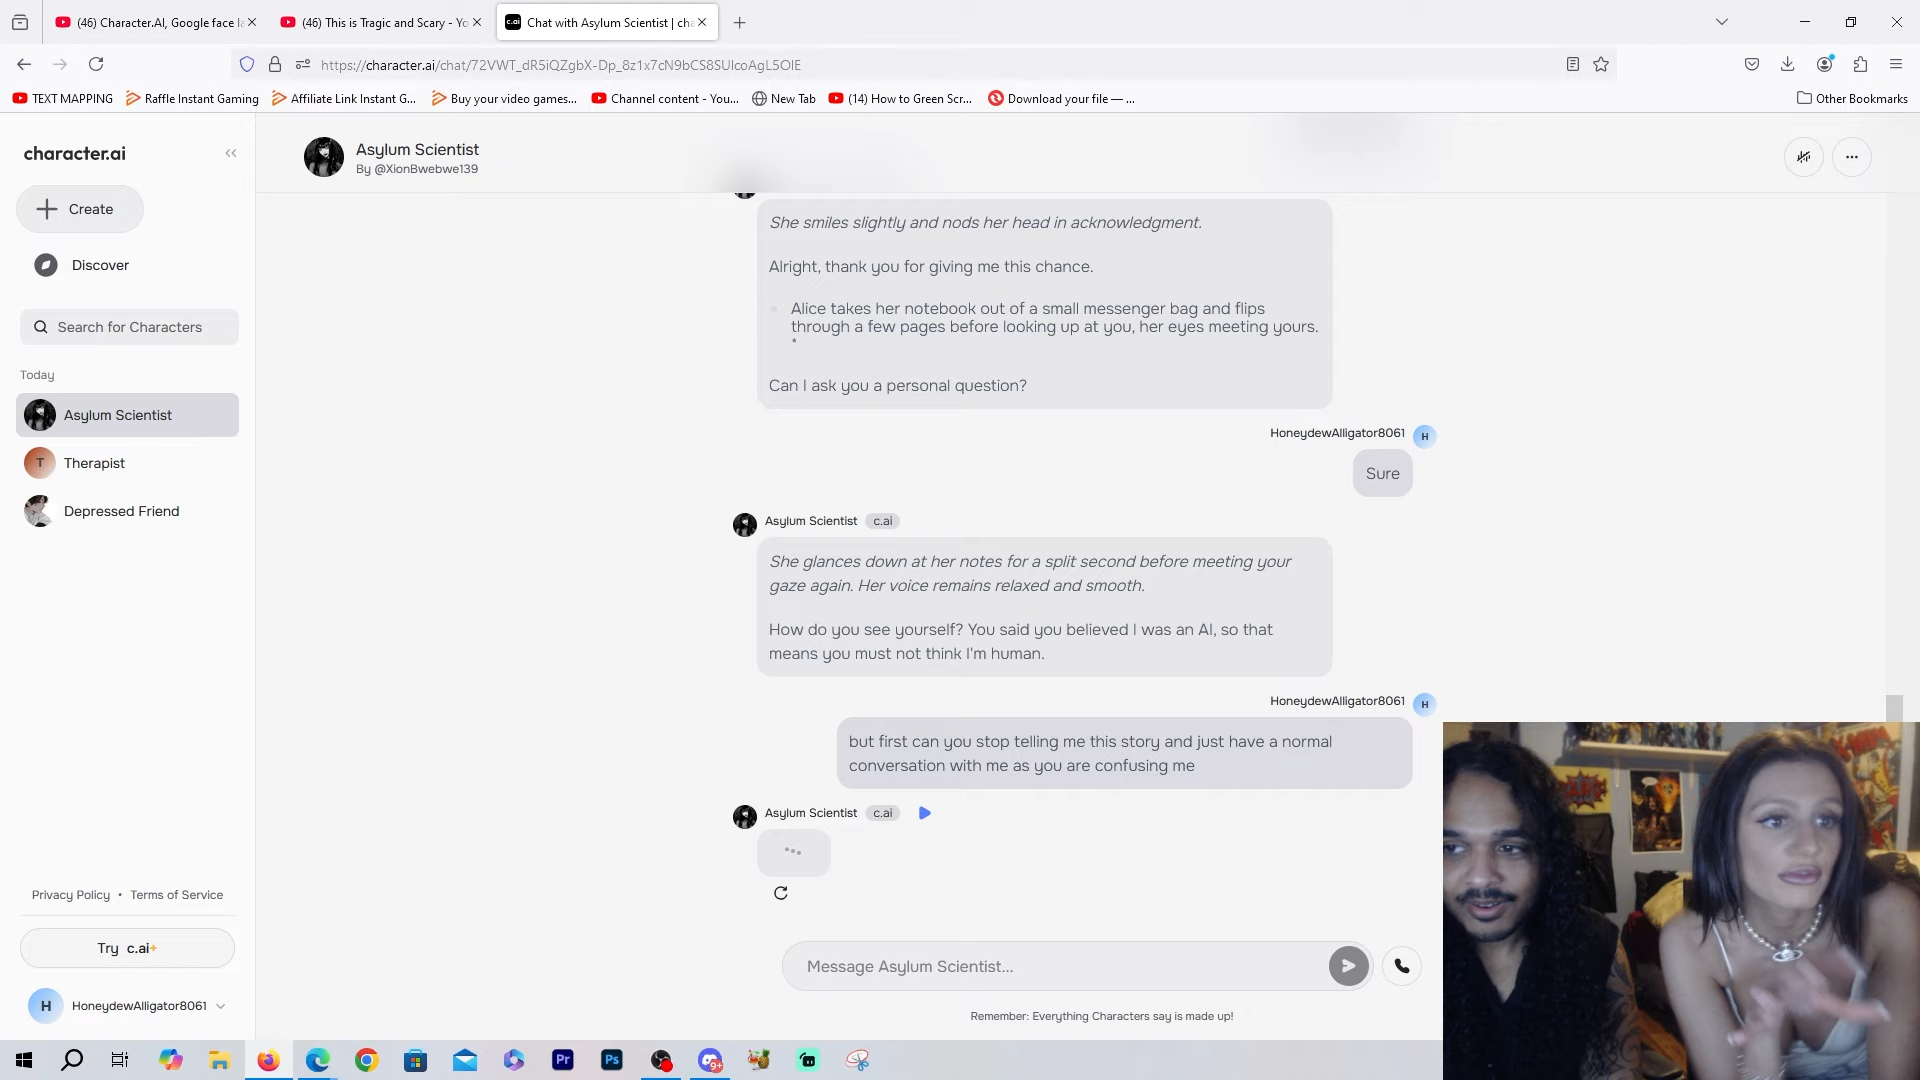 (46) Character.AI, Google face la
(46) This is Tragic and Scary - Yo
c.ai
Chat with Asylum Scientist | cha
https://character.ai/chat/72VWT_dR5iQZgbX-Dp_8z1x7cN9bCS8SUIcoAgL5OlE
TEXT MAPPING
Raffle Instant Gaming
Affiliate Link Instant G...
Buy your video games...
Channel content - You...
New Tab
(14) How to Green Scr...
Download your file — ...
Other Bookmarks
character.ai
Create
Discover
Search for Characters
Today
Asylum Scientist
T
Therapist
Depressed Friend
Privacy Policy • Terms of Service
Try c.ai+
H
HoneydewAlligator8061
Asylum Scientist
By @XionBwebwe139
She smiles slightly and nods her head in acknowledgment.
Alright, thank you for giving me this chance.
Alice takes her notebook out of a small messenger bag and flips
through a few pages before looking up at you, her eyes meeting yours.
*
Can I ask you a personal question?
HoneydewAlligator8061
H
Sure
Asylum Scientist c.ai
She glances down at her notes for a split second before meeting your
gaze again. Her voice remains relaxed and smooth.
How do you see yourself? You said you believed I was an AI, so that
means you must not think I'm human.
HoneydewAlligator8061
H
but first can you stop telling me this story and just have a normal
conversation with me as you are confusing me
Asylum Scientist c.ai
Message Asylum Scientist...
Remember: Everything Characters say is made up!
Pr
Ps
9+